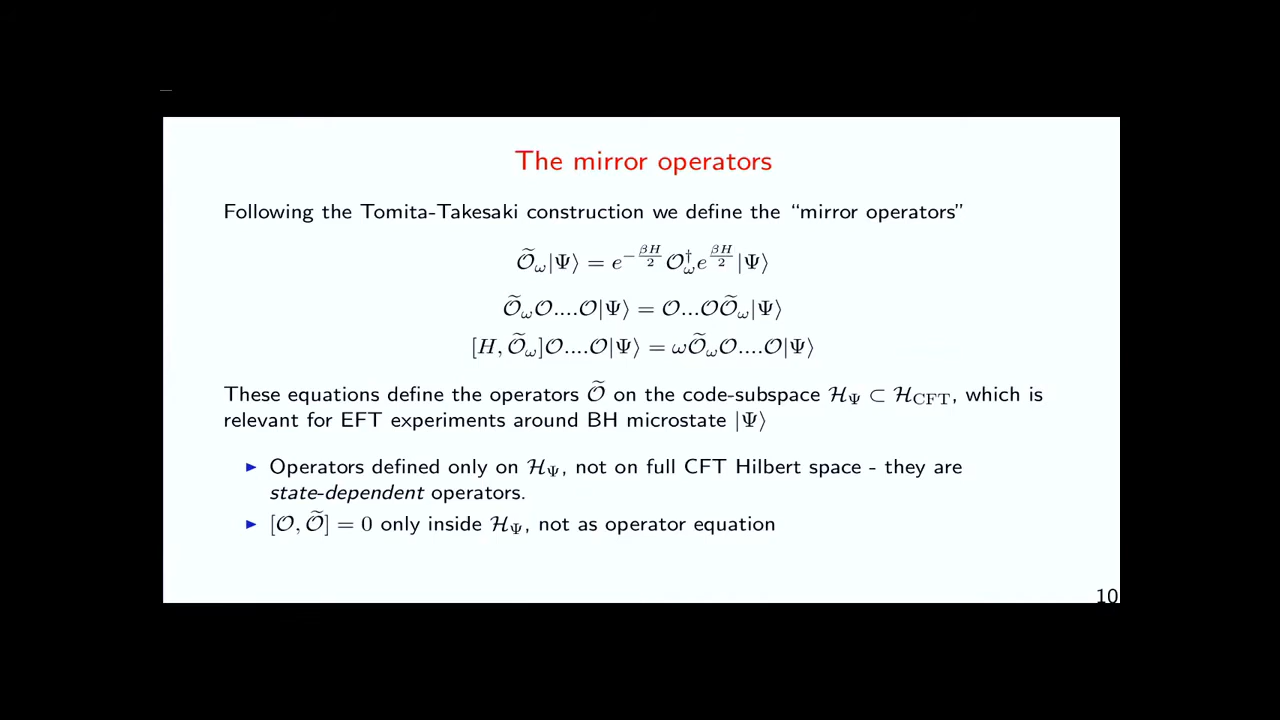 The mirror operators
Following the Tomita-Takesaki construction we define the “mirror operators”
$\widetilde{\mathcal{O}}_\omega|\Psi\rangle = e^{-\frac{\beta H}{2}}\mathcal{O}^\dagger_\omega e^{\frac{\beta H}{2}}|\Psi\rangle$
$\widetilde{\mathcal{O}}_\omega\mathcal{O}....\mathcal{O}|\Psi\rangle = \mathcal{O}...\mathcal{O}\widetilde{\mathcal{O}}_\omega|\Psi\rangle$
$[H,\widetilde{\mathcal{O}}_\omega]\mathcal{O}....\mathcal{O}|\Psi\rangle = \omega\widetilde{\mathcal{O}}_\omega\mathcal{O}....\mathcal{O}|\Psi\rangle$
These equations define the operators $\widetilde{\mathcal{O}}$ on the code-subspace $\mathcal{H}_\Psi \subset \mathcal{H}_{\mathrm{CFT}}$, which is
relevant for EFT experiments around BH microstate $|\Psi\rangle$
▶ Operators defined only on $\mathcal{H}_\Psi$, not on full CFT Hilbert space - they are
state-dependent operators.
▶ $[\mathcal{O},\widetilde{\mathcal{O}}] = 0$ only inside $\mathcal{H}_\Psi$, not as operator equation
10